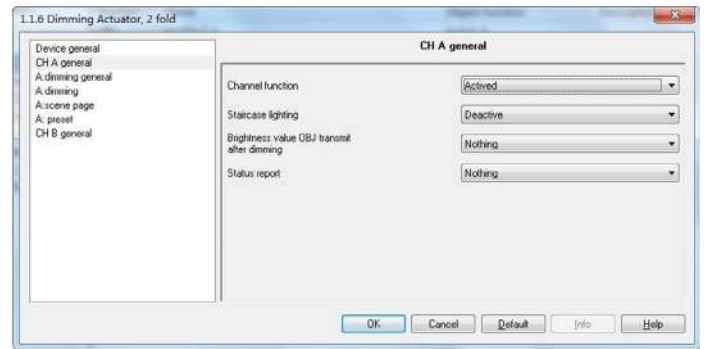 1.1.6 Dimming Actuator, 2 fold
Device general
CH A general
A:dimming general
A:dimming
A:scene page
A: preset
CH B general
CH A general
Channel function
Actived
Staircase lighting
Deactive
Brightness value OBJ transmit
after dimming
Nothing
Status report
Nothing
OK
Cancel
Default
Info
Help